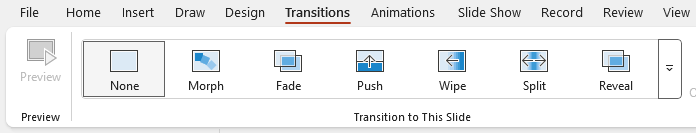 File Home Insert Draw Design Transitions Animations Slide Show Record Review View
Preview None Morph Fade Push Wipe Split Reveal
Preview Transition to This Slide